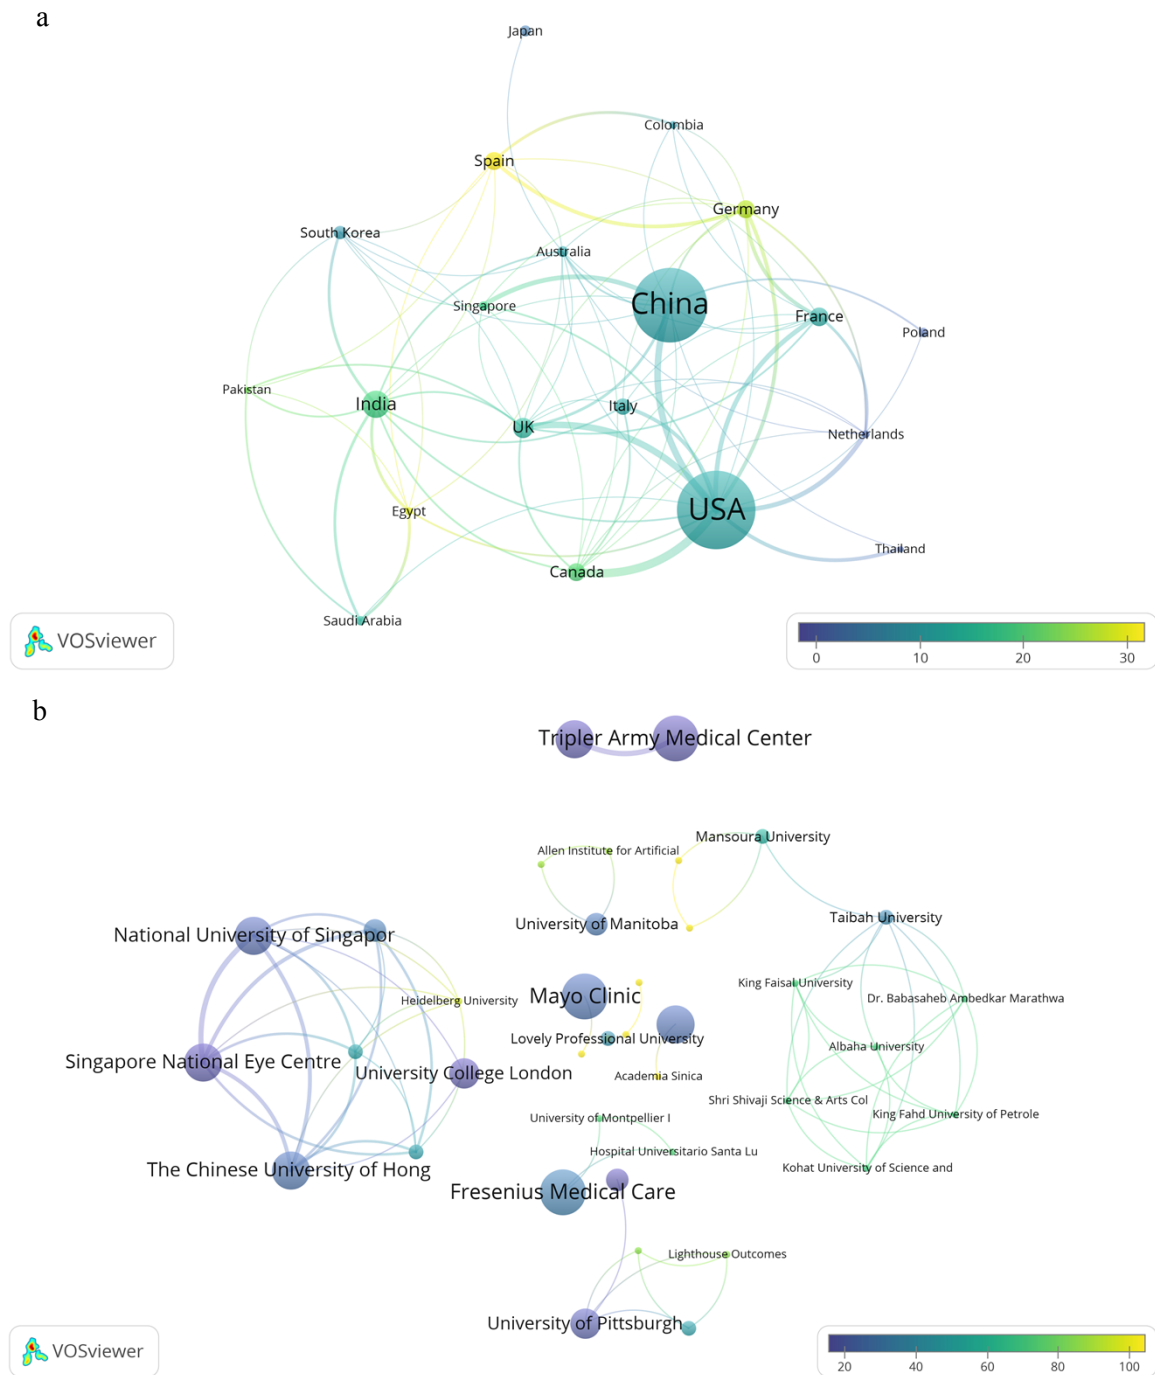 a
Japan
Colombia
Spain
Germany
South Korea
Australia
China
Singapore
France
Poland
Pakistan
India
Italy
UK
Netherlands
USA
Egypt
Thailand
Canada
Saudi Arabia
VOSviewer
0 10 20 30
b
Tripler Army Medical Center
Mansoura University
Allen Institute for Artificial
University of Manitoba
Taibah University
National University of Singapor
King Faisal University
Mayo Clinic
Heidelberg University
Dr. Babasaheb Ambedkar Marathwa
Lovely Professional University
Albaha University
Singapore National Eye Centre
University College London
Academia Sinica
Shri Shivaji Science & Arts Col
University of Montpellier I
King Fahd University of Petrole
Hospital Universitario Santa Lu
The Chinese University of Hong
Kohat University of Science and
Fresenius Medical Care
Lighthouse Outcomes
University of Pittsburgh
VOSviewer
20 40 60 80 100